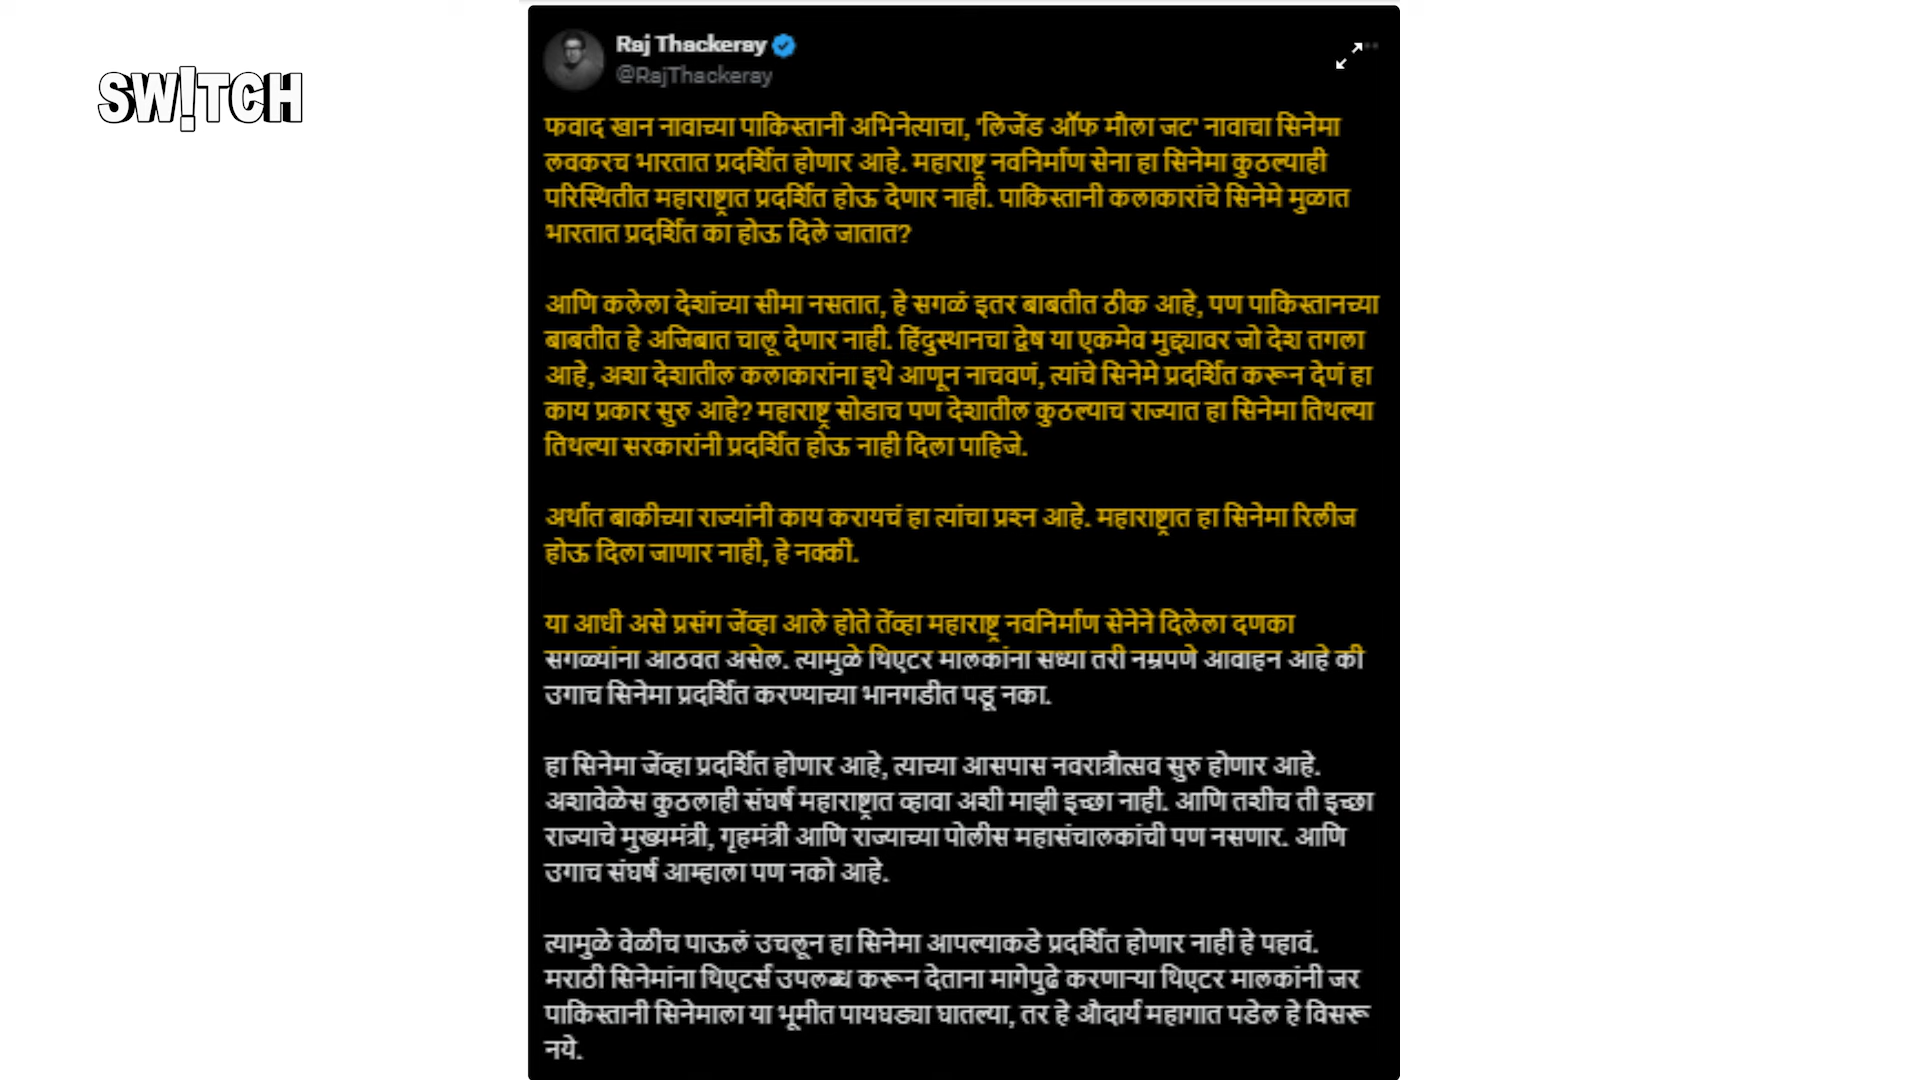 SW!TCH
Raj Thackeray
@RajThackeray
फवाद खान नावाच्या पाकिस्तानी अभिनेत्याचा, 'लिजेंड ऑफ मौला जट' नावाचा सिनेमा
लवकरच भारतात प्रदर्शित होणार आहे. महाराष्ट्र नवनिर्माण सेना हा सिनेमा कुठल्याही
परिस्थितीत महाराष्ट्रात प्रदर्शित होऊ देणार नाही. पाकिस्तानी कलाकारांचे सिनेमे मुळात
भारतात प्रदर्शित का होऊ दिले जातात?
आणि कलेला देशांच्या सीमा नसतात, हे सगळं इतर बाबतीत ठीक आहे, पण पाकिस्तानच्या
बाबतीत हे अजिबात चालू देणार नाही. हिंदुस्थानचा द्वेष या एकमेव मुद्द्यावर जो देश तगला
आहे, अशा देशातील कलाकारांना इथे आणून नाचवणं, त्यांचे सिनेमे प्रदर्शित करून देणं हा
काय प्रकार सुरु आहे? महाराष्ट्र सोडाच पण देशातील कुठल्याच राज्यात हा सिनेमा तिथल्या
तिथल्या सरकारांनी प्रदर्शित होऊ नाही दिला पाहिजे.
अर्थात बाकीच्या राज्यांनी काय करायचं हा त्यांचा प्रश्न आहे. महाराष्ट्रात हा सिनेमा रिलीज
होऊ दिला जाणार नाही, हे नक्की.
या आधी असे प्रसंग जेंव्हा आले होते तेंव्हा महाराष्ट्र नवनिर्माण सेनेने दिलेला दणका
सगळ्यांना आठवत असेल. त्यामुळे थिएटर मालकांना सध्या तरी नम्रपणे आवाहन आहे की
उगाच सिनेमा प्रदर्शित करण्याच्या भानगडीत पडू नका.
हा सिनेमा जेंव्हा प्रदर्शित होणार आहे, त्याच्या आसपास नवरात्रौत्सव सुरु होणार आहे.
अशावेळेस कुठलाही संघर्ष महाराष्ट्रात व्हावा अशी माझी इच्छा नाही. आणि तशीच ती इच्छा
राज्याचे मुख्यमंत्री, गृहमंत्री आणि राज्याच्या पोलीस महासंचालकांची पण नसणार. आणि
उगाच संघर्ष आम्हाला पण नको आहे.
त्यामुळे वेळीच पाऊलं उचलून हा सिनेमा आपल्याकडे प्रदर्शित होणार नाही हे पहावं.
मराठी सिनेमांना थिएटर्स उपलब्ध करून देताना मागेपुढे करणाऱ्या थिएटर मालकांनी जर
पाकिस्तानी सिनेमाला या भूमीत पायघड्या घातल्या, तर हे औदार्य महागात पडेल हे विसरू
नये.